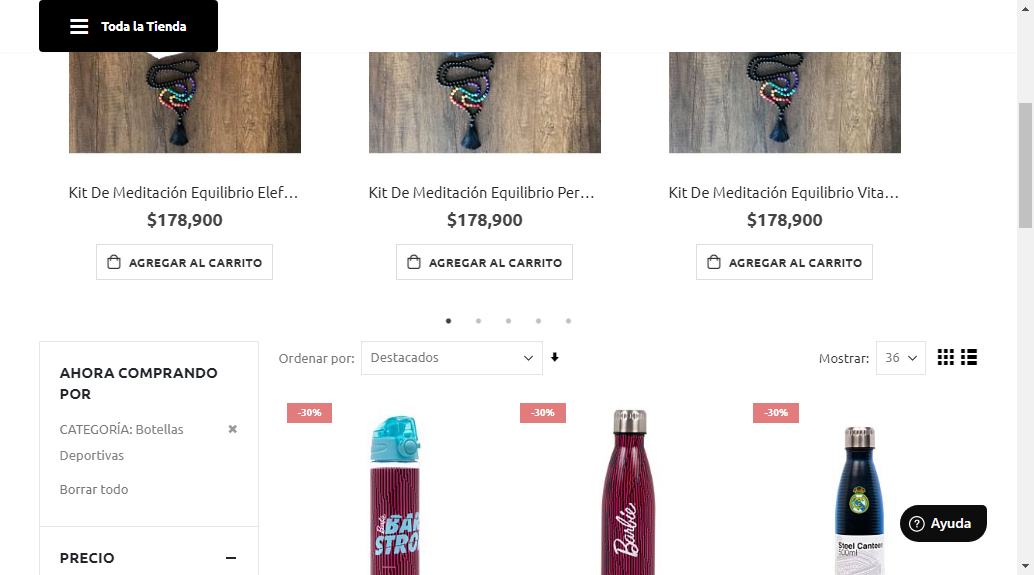 Toda la Tienda
Kit De Meditación Equilibrio Elef...
Kit De Meditación Equilibrio Per...
Kit De Meditación Equilibrio Vita...
$178,900
$178,900
$178,900
AGREGAR AL CARRITO
AGREGAR AL CARRITO
AGREGAR AL CARRITO
AHORA COMPRANDO
POR
CATEGORÍA: Botellas
Deportivas
Borrar todo
PRECIO
Ordenar por:
Destacados
Mostrar:
36
-30%
-30%
-30%
Barbie
BAR
STRO
Barbie
Steel Canteen
500ml
Ayuda